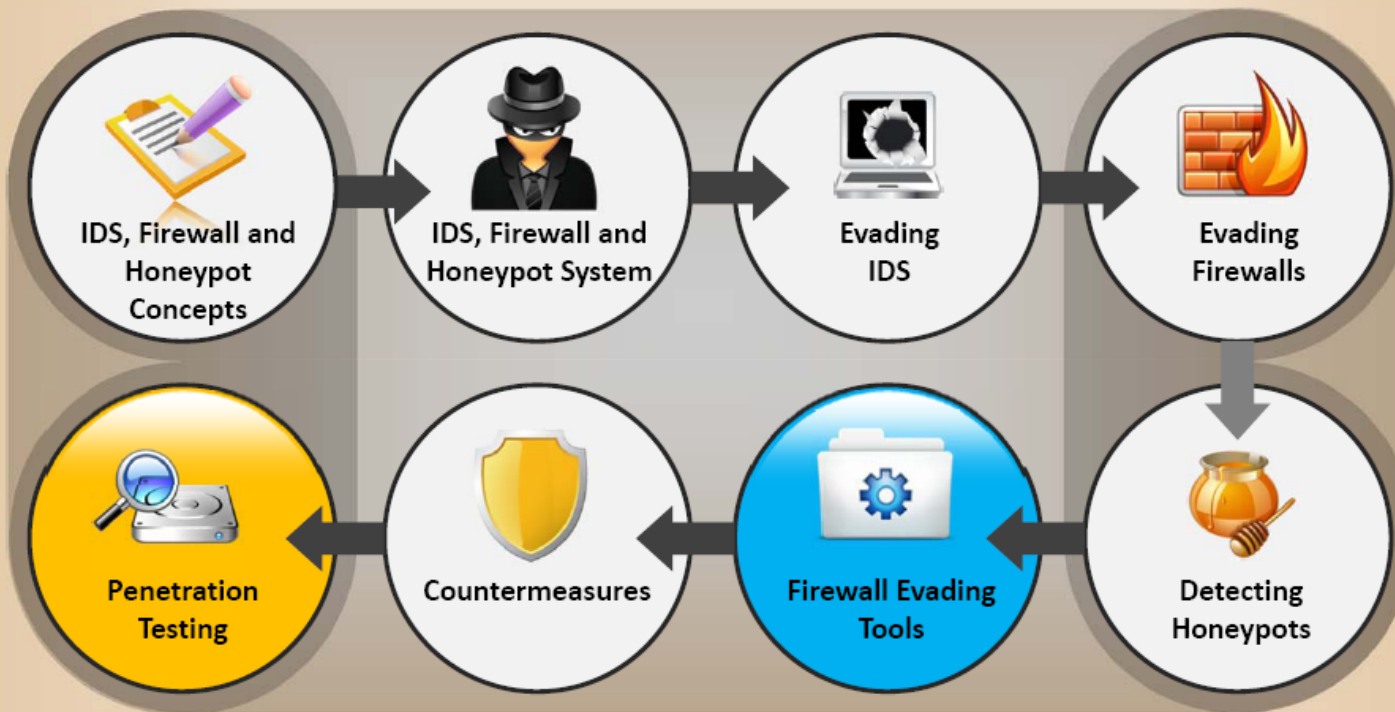 IDS, Firewall and
Honeypot
Concepts
IDS, Firewall and
Honeypot System
Evading
IDS
Evading
Firewalls
Detecting
Honeypots
Firewall Evading
Tools
Countermeasures
Penetration
Testing